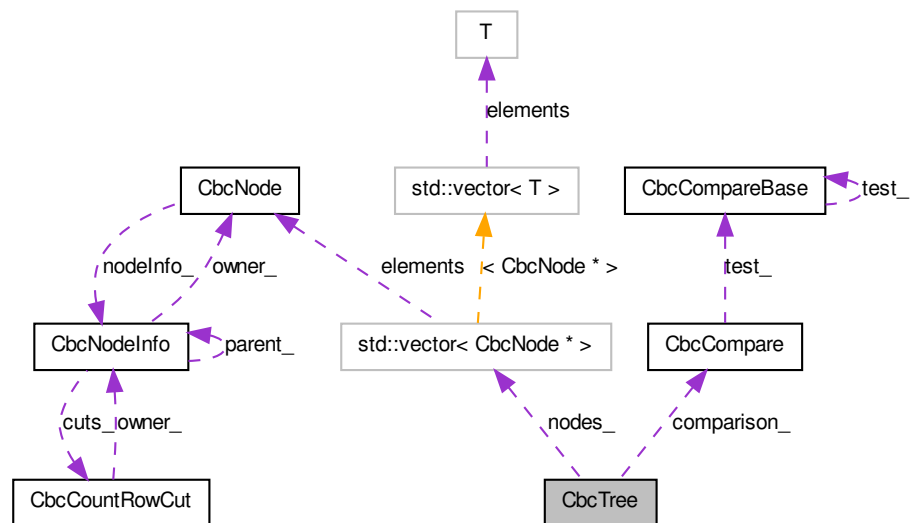 T
elements
CbcNode
std::vector< T >
CbcCompareBase
test_
nodeInfo_
owner_
elements
< CbcNode * >
test_
CbcNodeInfo
parent_
std::vector< CbcNode * >
CbcCompare
cuts_
owner_
nodes_
comparison_
CbcCountRowCut
CbcTree